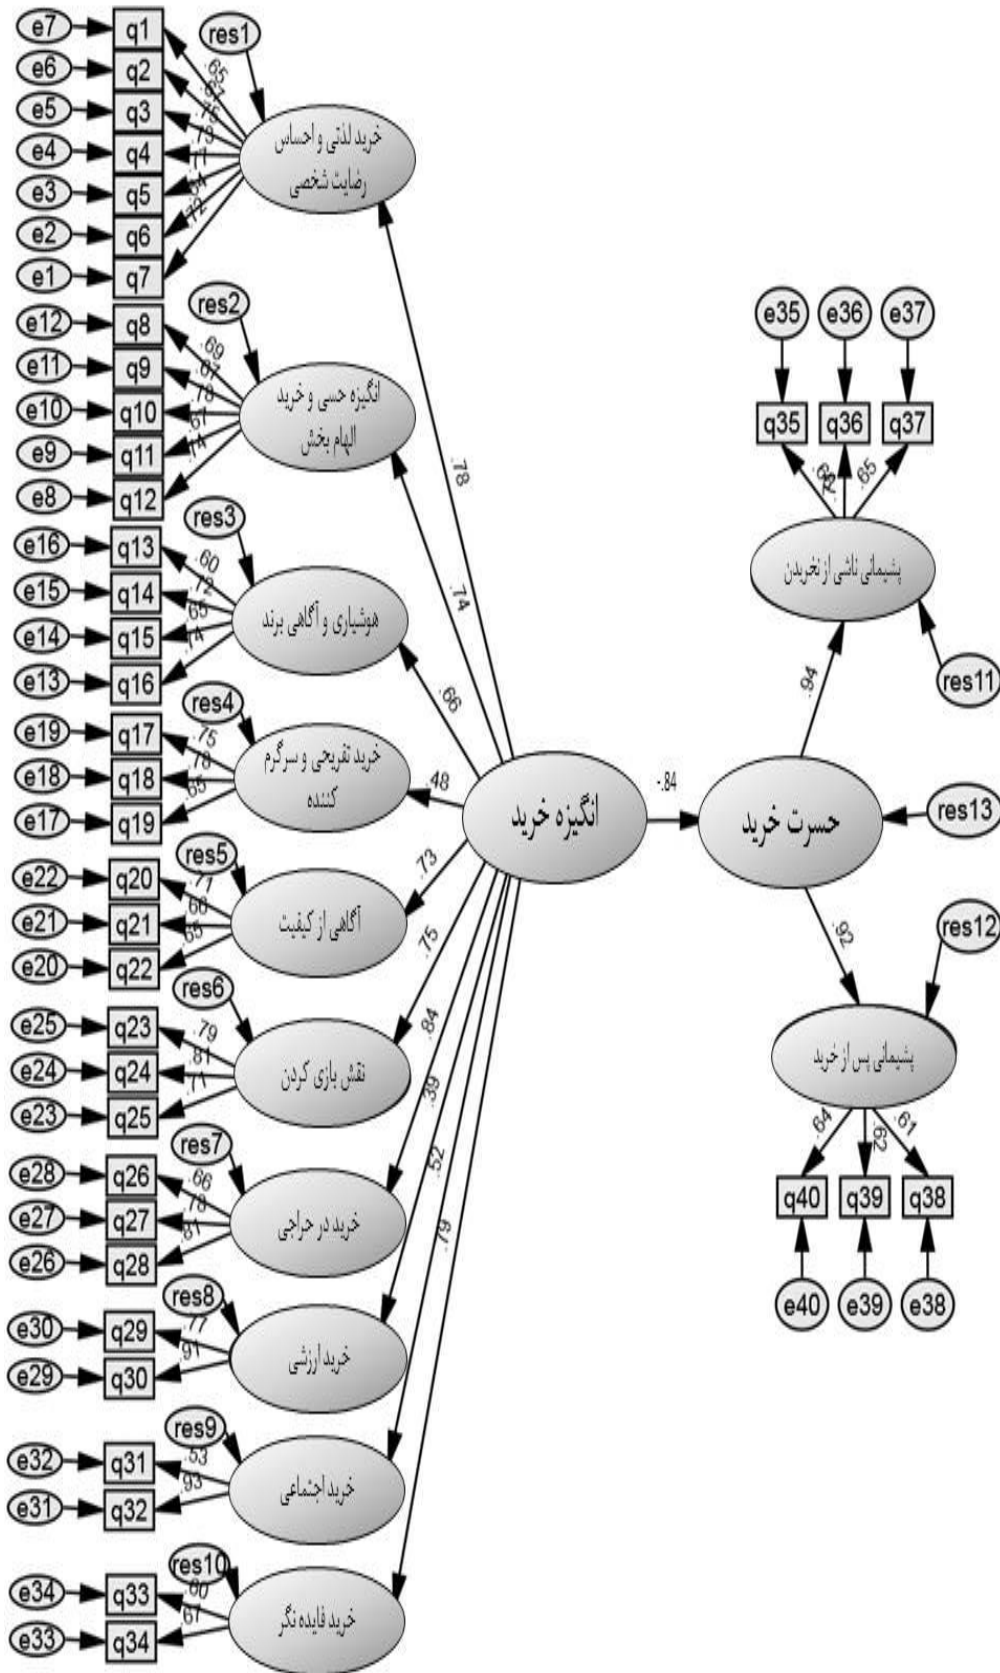 e7 q1 res1
e6 q2
e5 q3
e4 q4
e3 q5
e2 q6
e1 q7
.65
.75
.73
.77
.72
خرید لذتی و احساس
رضایت شخصی
e12 q8 res2
e11 q9
e10 q10
e9 q11
e8 q12
.69
.67
.78
.67
.74
انگیزه حسی و خرید
الهام بخش
e16 q13 res3
e15 q14
e14 q15
e13 q16
.60
.72
.65
.74
هوشیاری و آگاهی برند
e19 q17 res4
e18 q18
e17 q19
.75
.78
.65
خرید تفریحی و سرگرم
کننده
e22 q20 res5
e21 q21
e20 q22
.71
.66
.65
آگاهی از کیفیت
e25 q23 res6
e24 q24
e23 q25
.79
.81
.71
نقش بازی کردن
e28 q26 res7
e27 q27
e26 q28
.66
.78
.81
خرید در حراجی
e30 q29 res8
e29 q30
.77
.91
خرید ارزشی
e32 q31 res9
e31 q32
.53
.93
خرید اجتماعی
e34 q33 res10
e33 q34
.60
.67
خرید فایده نگر
.78
.74
.66
.48
.73
.75
.84
.39
.52
.79
انگیزه خرید
-.84
حسرت خرید
res13
e35 e36 e37
q35 q36 q37
.65
پشیمانی ناشی از نخریدن
res11
.94
.92
res12
پشیمانی پس از خرید
.64 .62 .61
q40 q39 q38
e40 e39 e38